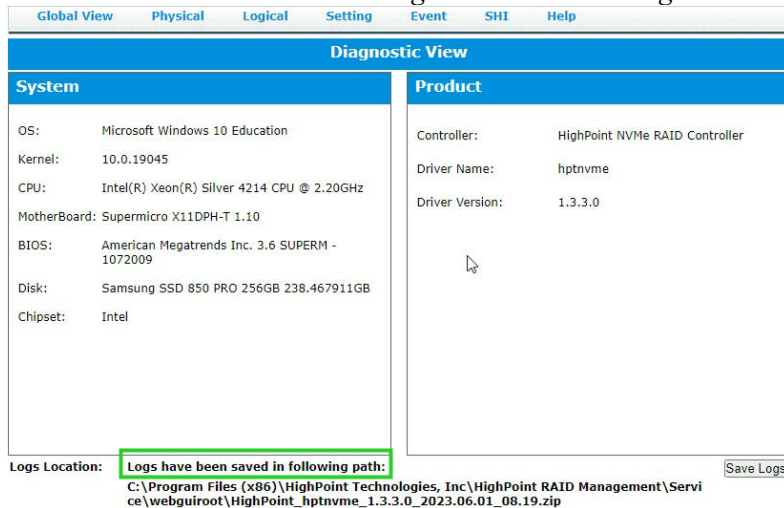 Global View Physical Logical Setting Event SHI Help
Diagnostic View
System
OS: Microsoft Windows 10 Education
Kernel: 10.0.19045
CPU: Intel(R) Xeon(R) Silver 4214 CPU @ 2.20GHz
MotherBoard: Supermicro X11DPH-T 1.10
BIOS: American Megatrends Inc. 3.6 SUPERM -
1072009
Disk: Samsung SSD 850 PRO 256GB 238.467911GB
Chipset: Intel
Product
Controller: HighPoint NVMe RAID Controller
Driver Name: hptnvme
Driver Version: 1.3.3.0
Logs Location: Logs have been saved in following path:
Save Logs
C:\Program Files (x86)\HighPoint Technologies, Inc\HighPoint RAID Management\Servi
ce\webguiroot\HighPoint_hptnvme_1.3.3.0_2023.06.01_08.19.zip